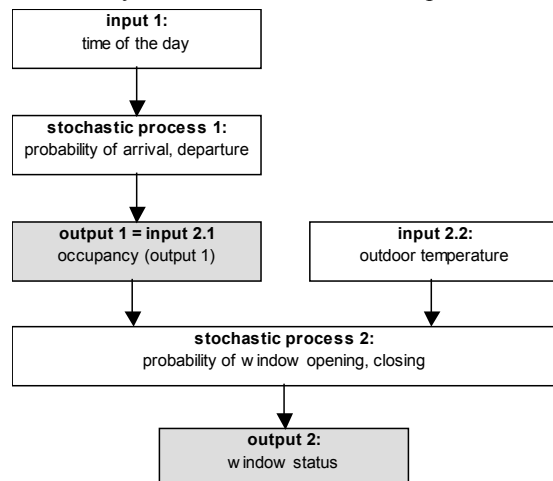 input 1:
time of the day
stochastic process 1:
probability of arrival, departure
output 1 = input 2.1
occupancy (output 1)
input 2.2:
outdoor temperature
stochastic process 2:
probability of window opening, closing
output 2:
window status